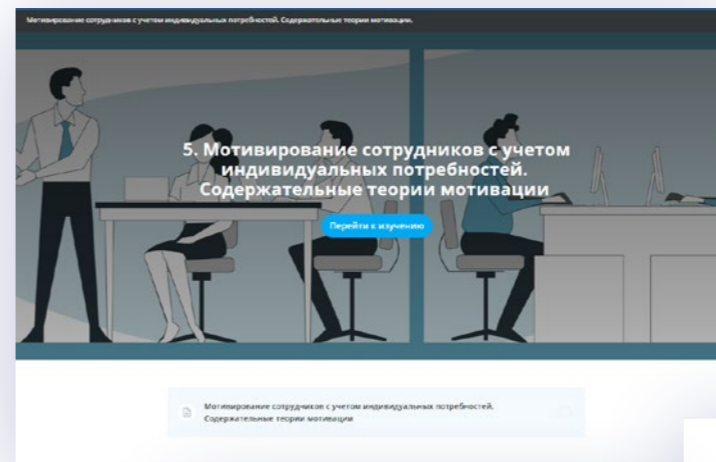 Мотивирование сотрудников с учетом индивидуальных потребностей. Содержательные теории мотивации.
5. Мотивирование сотрудников с учетом
индивидуальных потребностей.
Содержательные теории мотивации
Перейти к изучению
Мотивирование сотрудников с учетом индивидуальных потребностей.
Содержательные теории мотивации